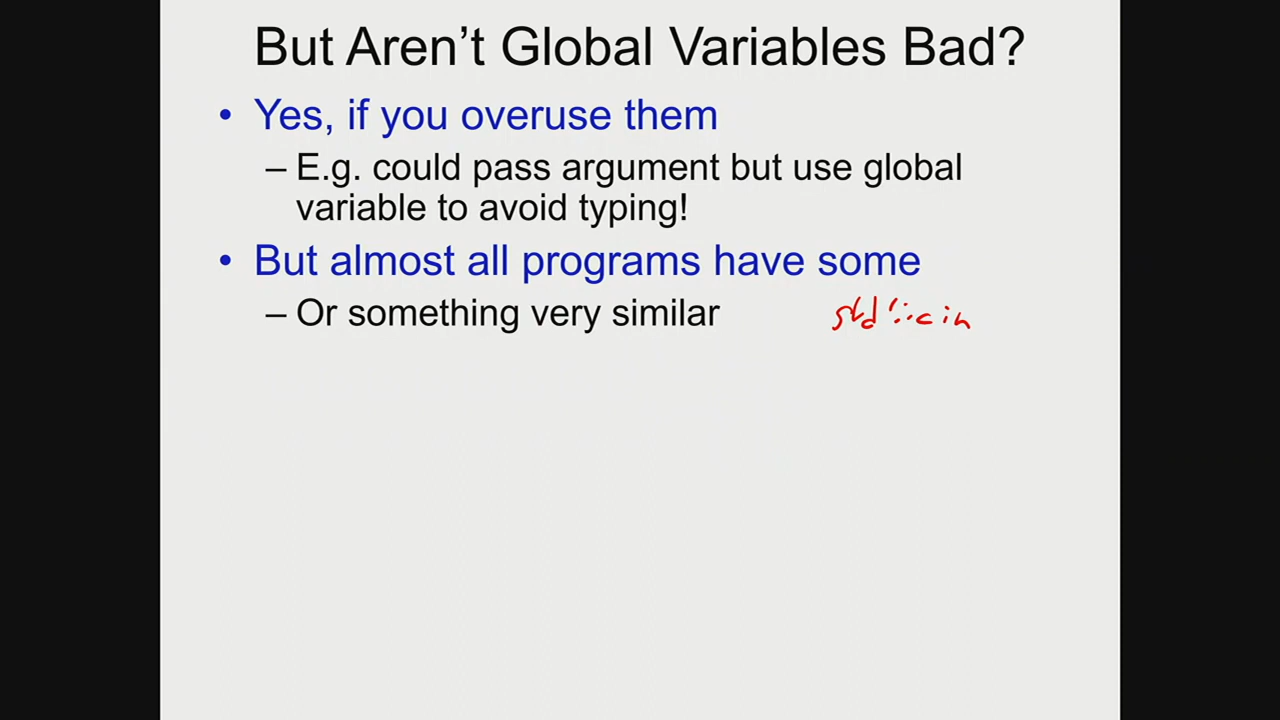 But Aren't Global Variables Bad?
• Yes, if you overuse them
– E.g. could pass argument but use global
variable to avoid typing!
• But almost all programs have some
– Or something very similar std::cin